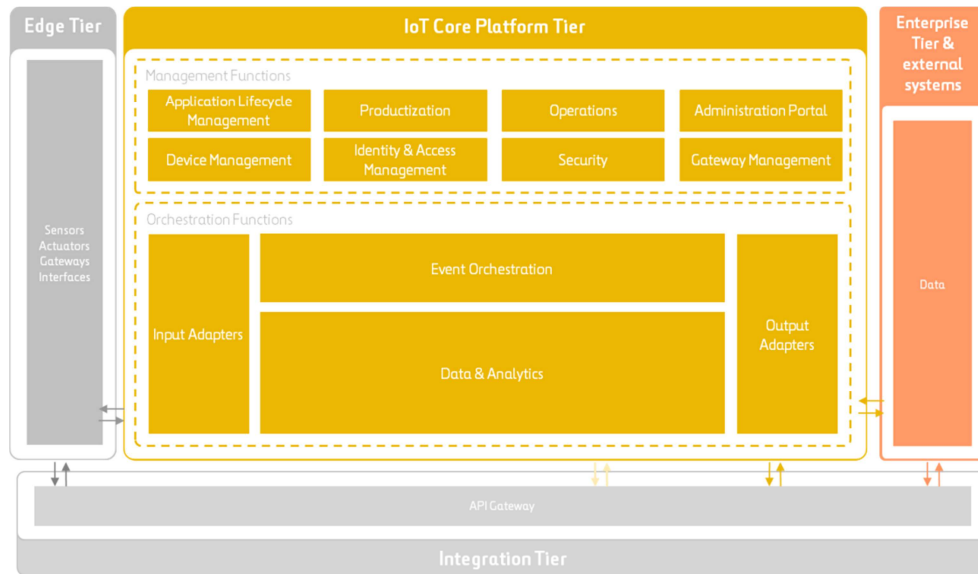 Edge Tier
IoT Core Platform Tier
Enterprise
Tier &
external
systems
Management Functions
Application Lifecycle
Management
Productization
Operations
Administration Portal
Device Management
Identity & Access
Management
Security
Gateway Management
Sensors
Actuators
Gateways
Interfaces
Orchestration Functions
Input Adapters
Event Orchestration
Data & Analytics
Output
Adapters
Data
API Gateway
Integration Tier